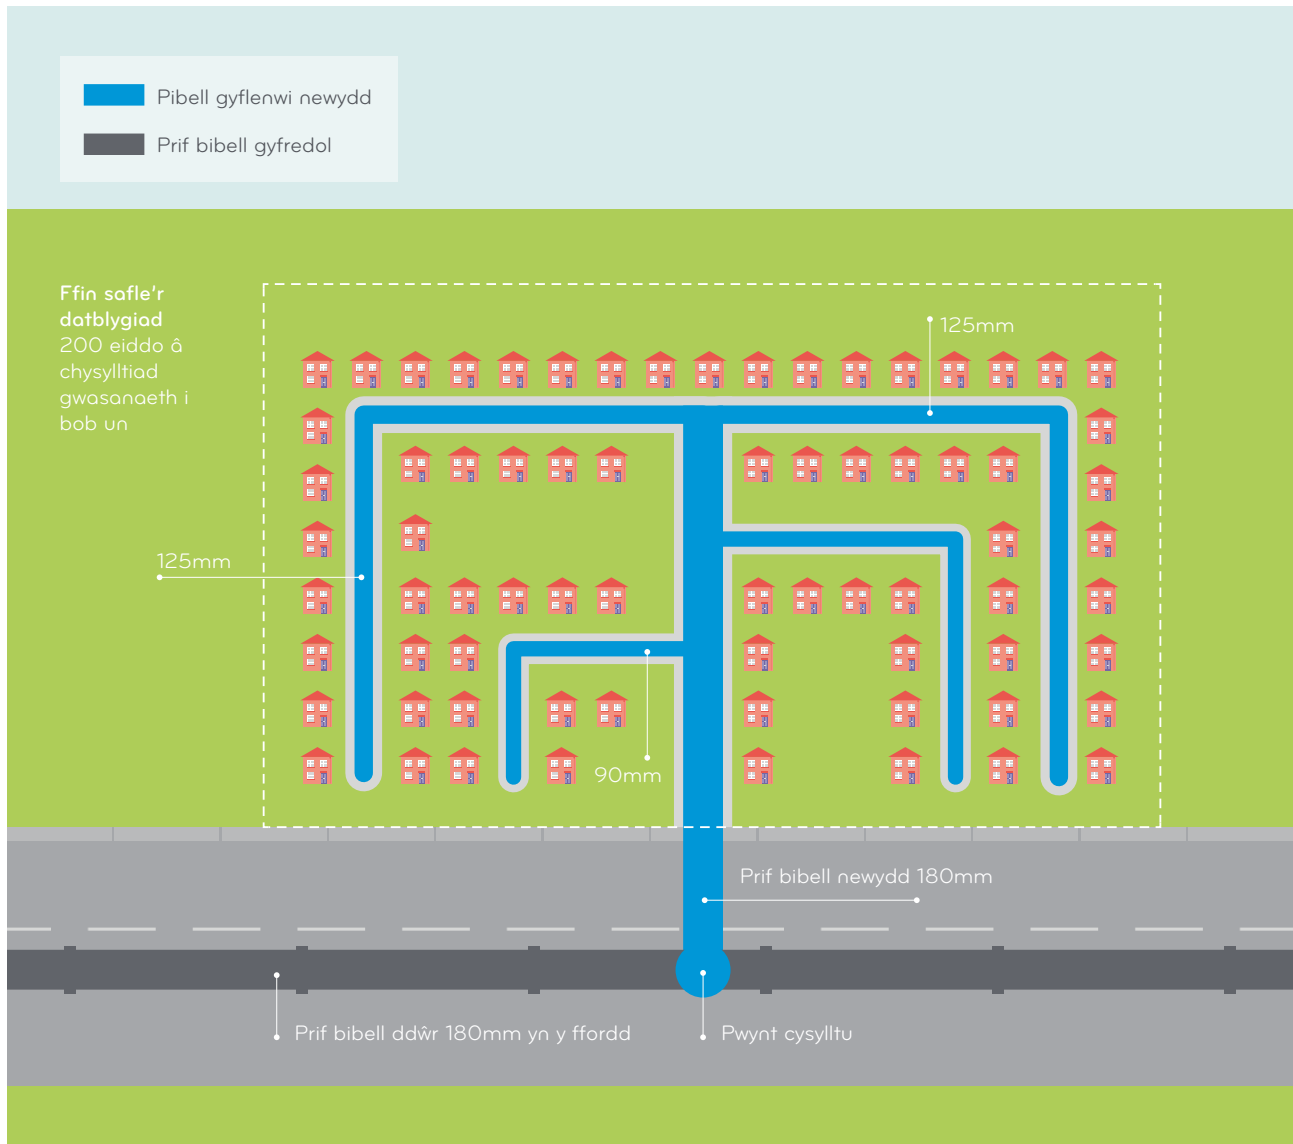 Pibell gyflenwi newydd
Prif bibell gyfredol
Ffin safle'r
datblygiad
200 eiddo â
chysylltiad
gwasanaeth i
bob un
125mm
125mm
90mm
Prif bibell newydd 180mm
Prif bibell ddŵr 180mm yn y ffordd
Pwynt cysylltu